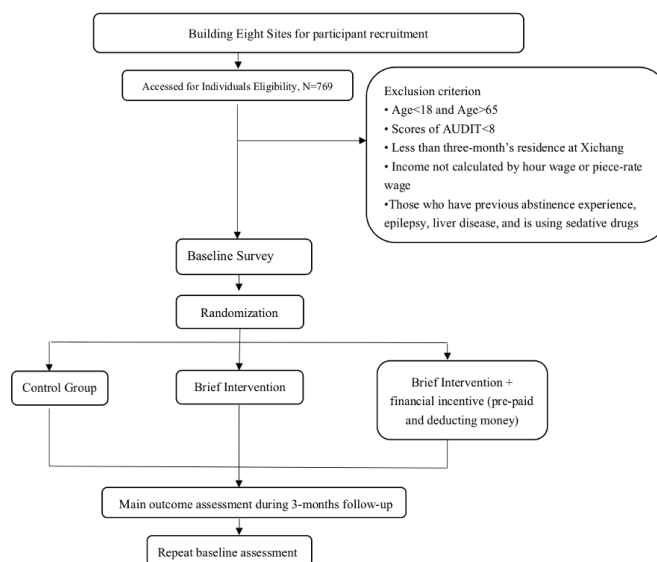 Building Eight Sites for participant recruitment
Accessed for Individuals Eligibility, N=769
Exclusion criterion
• Age<18 and Age>65
• Scores of AUDIT<8
• Less than three-month's residence at Xichang
• Income not calculated by hour wage or piece-rate
wage
•Those who have previous abstinence experience,
epilepsy, liver disease, and is using sedative drugs
Baseline Survey
Randomization
Control Group
Brief Intervention
Brief Intervention +
financial incentive (pre-paid
and deducting money)
Main outcome assessment during 3-months follow-up
Repeat baseline assessment